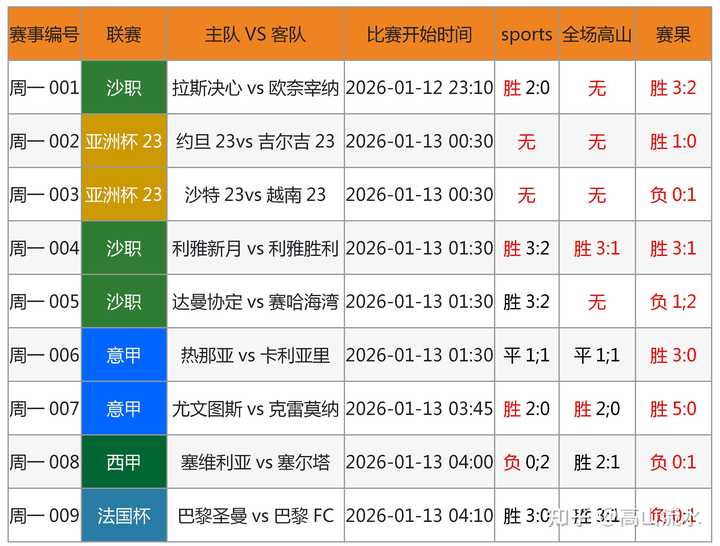 赛事编号 联赛 主队 VS 客队 比赛开始时间 sports 全场高山 赛果
周一 001 沙职 拉斯决心 vs 欧奈宰纳 2026-01-12 23:10 胜 2:0 无 胜 3:2
周一 002 亚洲杯 23 约旦 23vs 吉尔吉 23 2026-01-13 00:30 无 无 胜 1:0
周一 003 亚洲杯 23 沙特 23vs 越南 23 2026-01-13 00:30 无 无 负 0:1
周一 004 沙职 利雅新月 vs 利雅胜利 2026-01-13 01:30 胜 3:2 胜 3:1 胜 3:1
周一 005 沙职 达曼协定 vs 赛哈海湾 2026-01-13 01:30 胜 3:2 无 负 1;2
周一 006 意甲 热那亚 vs 卡利亚里 2026-01-13 01:30 平 1;1 平 1;1 胜 3:0
周一 007 意甲 尤文图斯 vs 克雷莫纳 2026-01-13 03:45 胜 2:0 胜 2;0 胜 5:0
周一 008 西甲 塞维利亚 vs 塞尔塔 2026-01-13 04:00 负 0;2 胜 2:1 负 0:1
周一 009 法国杯 巴黎圣曼 vs 巴黎 FC 2026-01-13 04:10 胜 3:0 胜 3:1 负 0:1
知乎 @高山流水